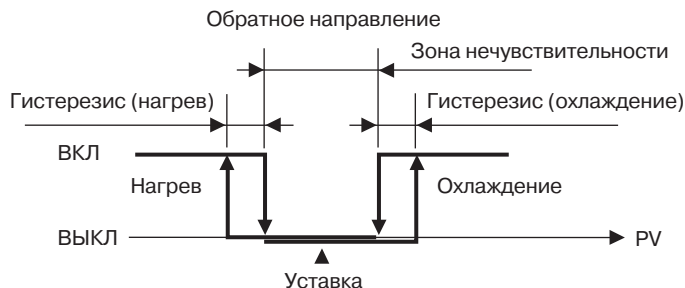 Обратное направление
Зона нечувствительности
Гистерезис (нагрев)
Гистерезис (охлаждение)
ВКЛ
Нагрев
Охлаждение
ВЫКЛ
PV
Уставка